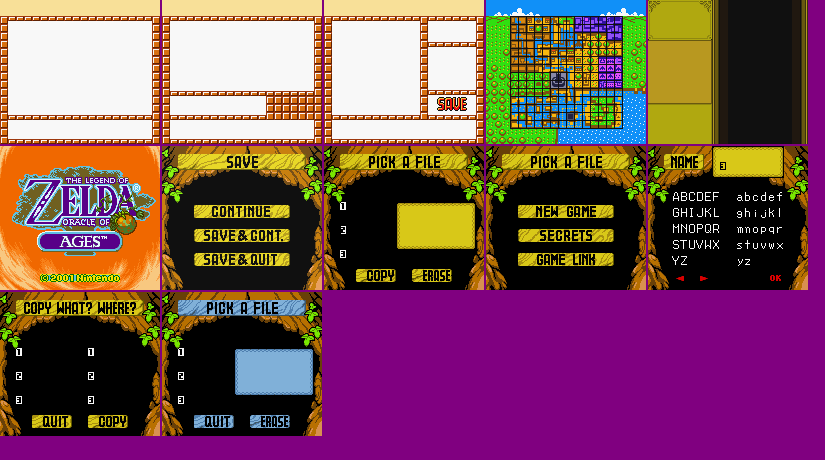 SAVE
THE LEGEND OF
ZELDA®
ORACLE OF
AGES™
©2001 Nintendo
SAVE
CONTINUE
SAVE&CONT.
SAVE&QUIT
PICK A FILE
1
2
3
COPY ERASE
PICK A FILE
NEW GAME
SECRETS
GAME LINK
NAME 3
ABCDEF abcdef
GHIJKL ghijkl
MNOPQR mnopqr
STUVWX stuvwx
YZ yz
◄ ► OK
COPY WHAT? WHERE?
1 1
2 2
3 3
QUIT COPY
PICK A FILE
1
2
3
QUIT ERASE